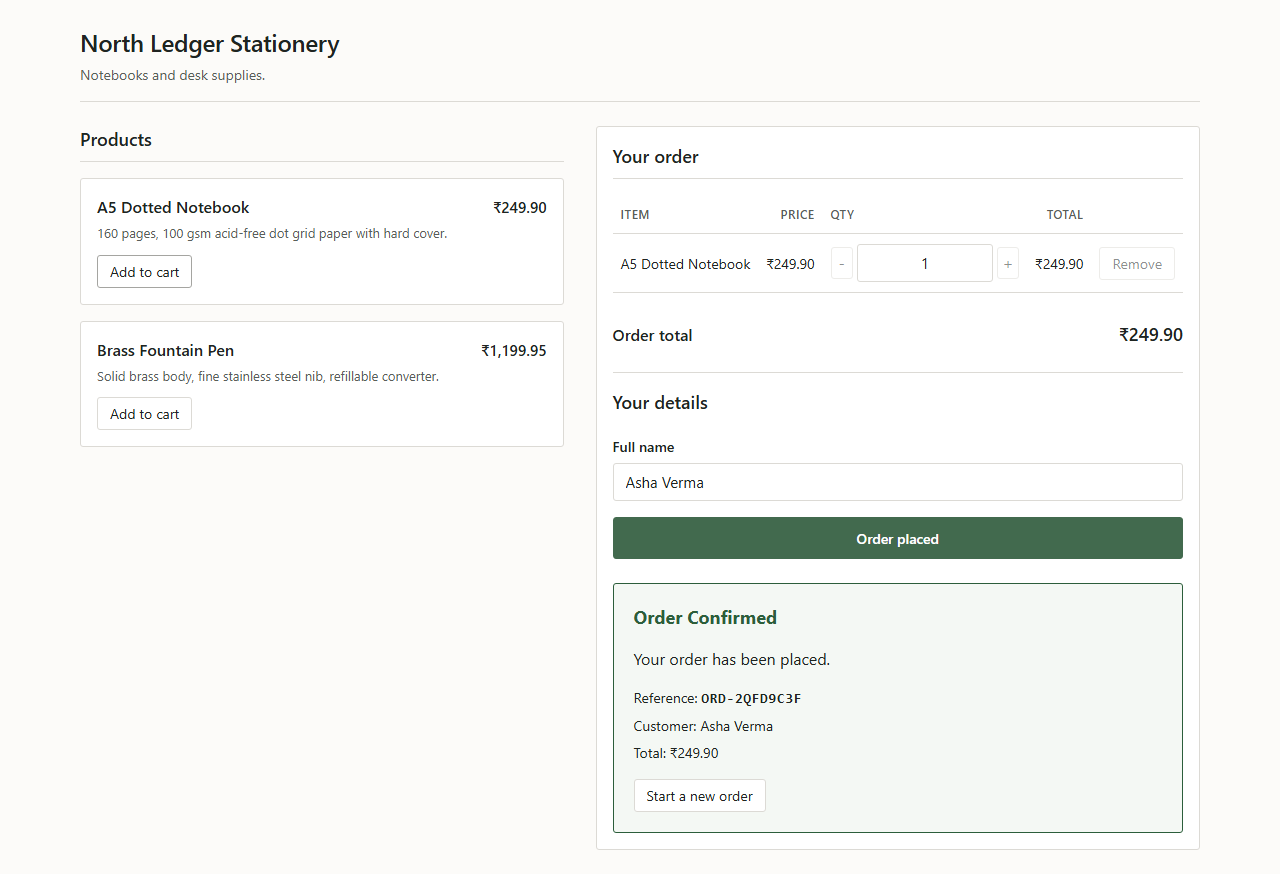 North Ledger Stationery
Notebooks and desk supplies.
Products
A5 Dotted Notebook ₹249.90
160 pages, 100 gsm acid-free dot grid paper with hard cover.
Add to cart
Brass Fountain Pen ₹1,199.95
Solid brass body, fine stainless steel nib, refillable converter.
Add to cart
Your order
ITEM PRICE QTY TOTAL
A5 Dotted Notebook ₹249.90 - 1 + ₹249.90 Remove
Order total ₹249.90
Your details
Full name
Asha Verma
Order placed
Order Confirmed
Your order has been placed.
Reference: ORD-2QFD9C3F
Customer: Asha Verma
Total: ₹249.90
Start a new order